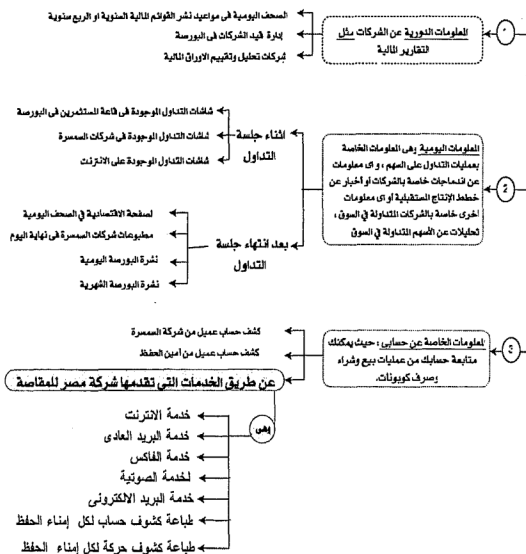 1
المعلومات الدورية عن الشركات مثل
التقارير المالية
الصحف اليومية فى مواعيد نشر القوائم المالية السنوية او الربع سنوية
إدارة قيد الشركات فى البورصة
شركات تحليل وتقييم الاوراق المالية
2
المعلومات اليومية وهى المعلومات الخاصة
بعمليات التداول على السهم ، و اى معلومات
عن اندماجات خاصة بالشركات أو أخبار عن
خطط الإنتاج المستقبلية أو اى معلومات
اخرى خاصة بالشركات المتداولة في السوق ،
تحليلات عن الأسهم المتداولة في السوق
اثناء جلسة
التداول
شاشات التداول الموجودة فى قاعة المستثمرين فى البورصة
شاشات التداول الموجودة فى شركات السمسرة
شاشات التداول الموجودة على الانترنت
بعد انتهاء جلسة
التداول
لصفحة الاقتصادية في الصحف اليومية
مطبوعات شركات السمسرة فى نهاية اليوم
نشرة البورصة اليومية
نشرة البورصة الشهرية
3
المعلومات الخاصة عن حسابى ، حيث يمكنك
متابعة حسابك من عمليات بيع وشراء
وصرف كوبونات.
كشف حساب عميل من شركة السمسرة
كشف حساب عميل من أمين الحفظ
عن طريق الخدمات التى تقدمها شركة مصر للمقاصة
وهى
خدمة الانترنت
خدمة البريد العادى
خدمة الفاكس
لخدمة الصوتية
خدمة البريد الالكترونى
طباعة كشوف حساب لكل إمناء الحفظ
طباعة كشوف حركة لكل إمناء الحفظ